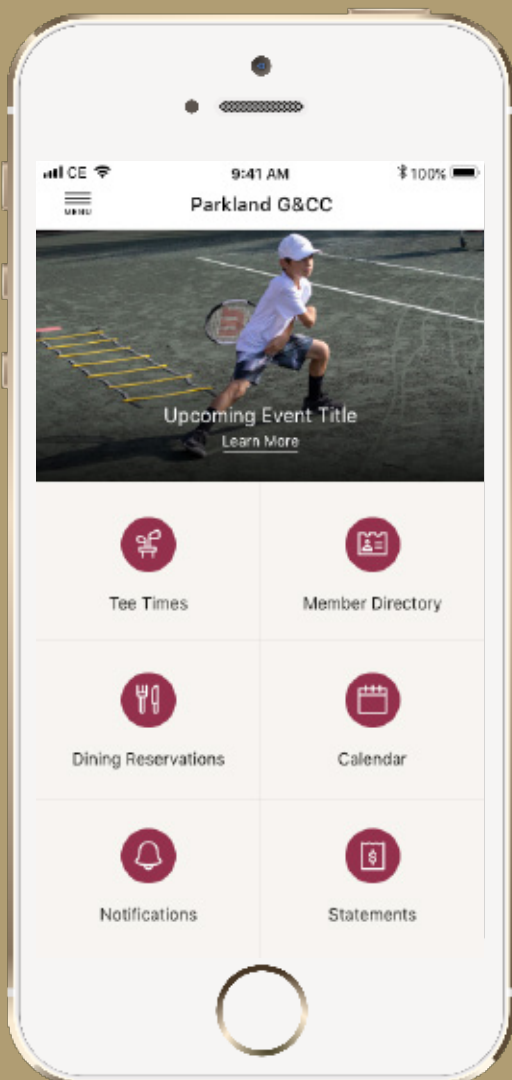 CE 9:41 AM 100%
MENU
Parkland G&CC
Upcoming Event Title
Learn More
Tee Times
Member Directory
Dining Reservations
Calendar
Notifications
Statements